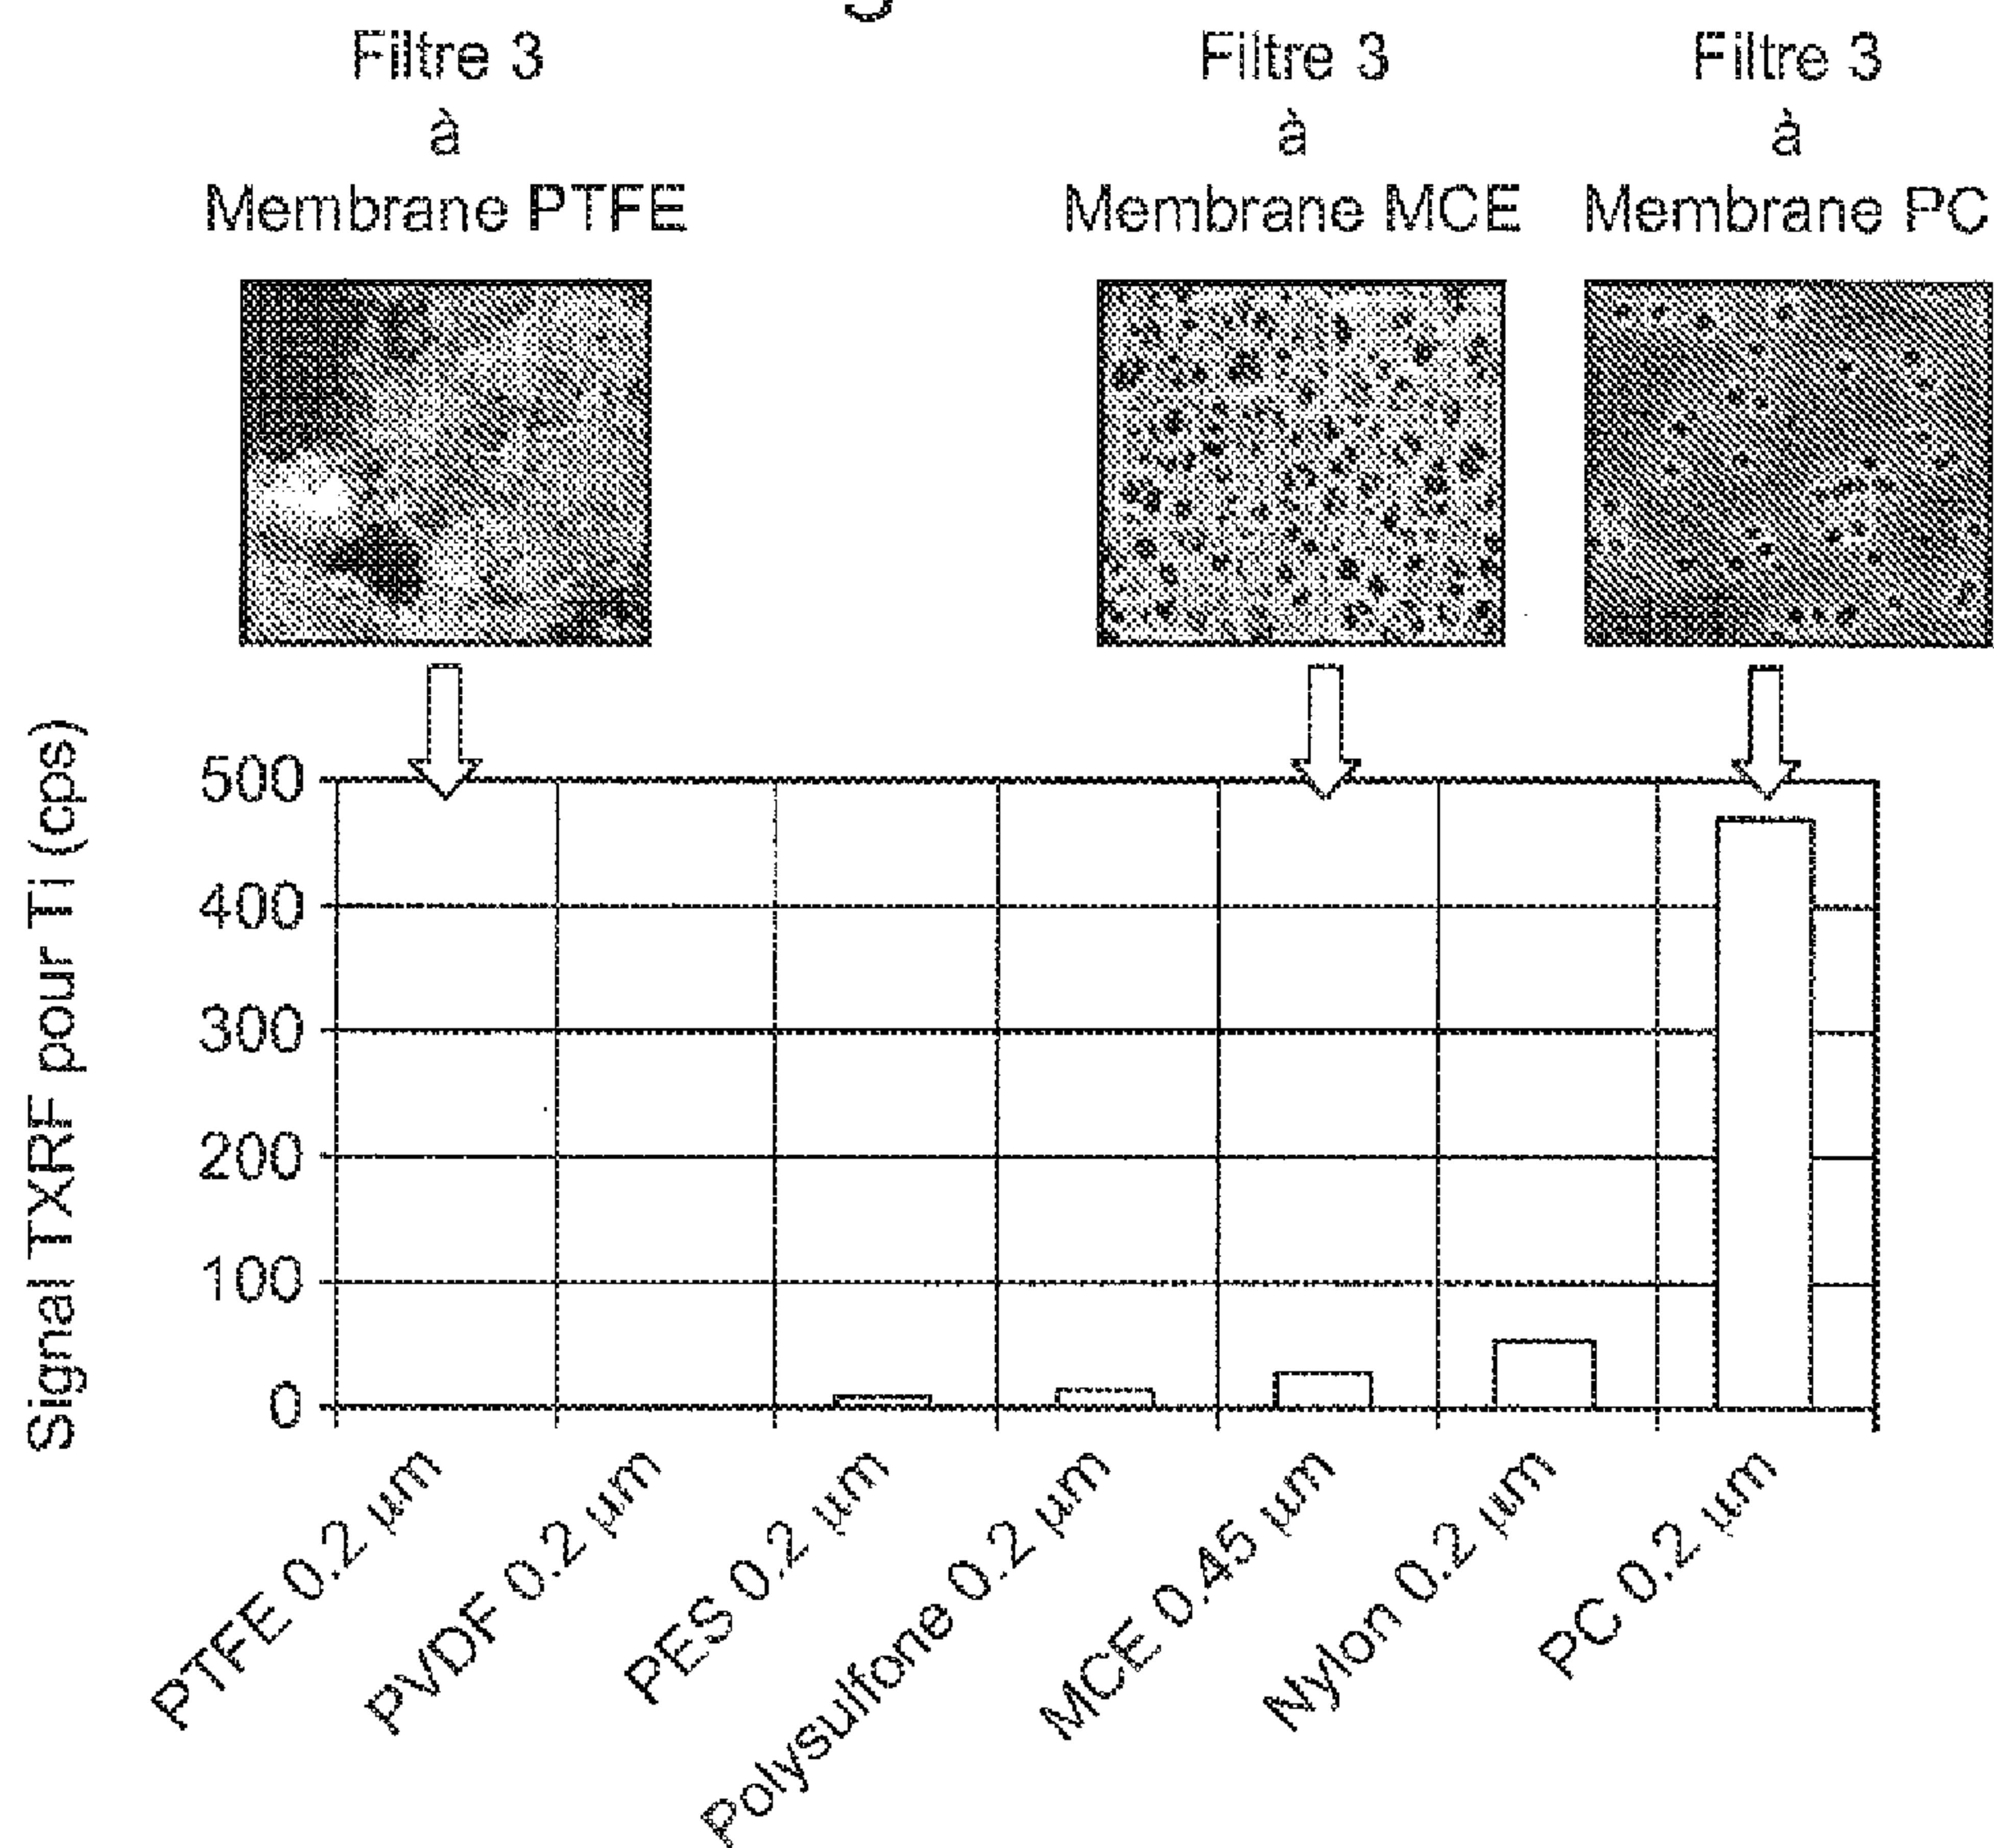 Filtre 3
à
Membrane PTFE
Filtre 3
à
Membrane MCE
Filtre 3
à
Membrane PC
Signal TXRF pour Ti (cps)
500
400
300
200
100
0
PTFE 0.2 µm
PVDF 0.2 µm
PES 0.2 µm
Polysulfone 0.2 µm
MCE 0.45 µm
Nylon 0.2 µm
PC 0.2 µm